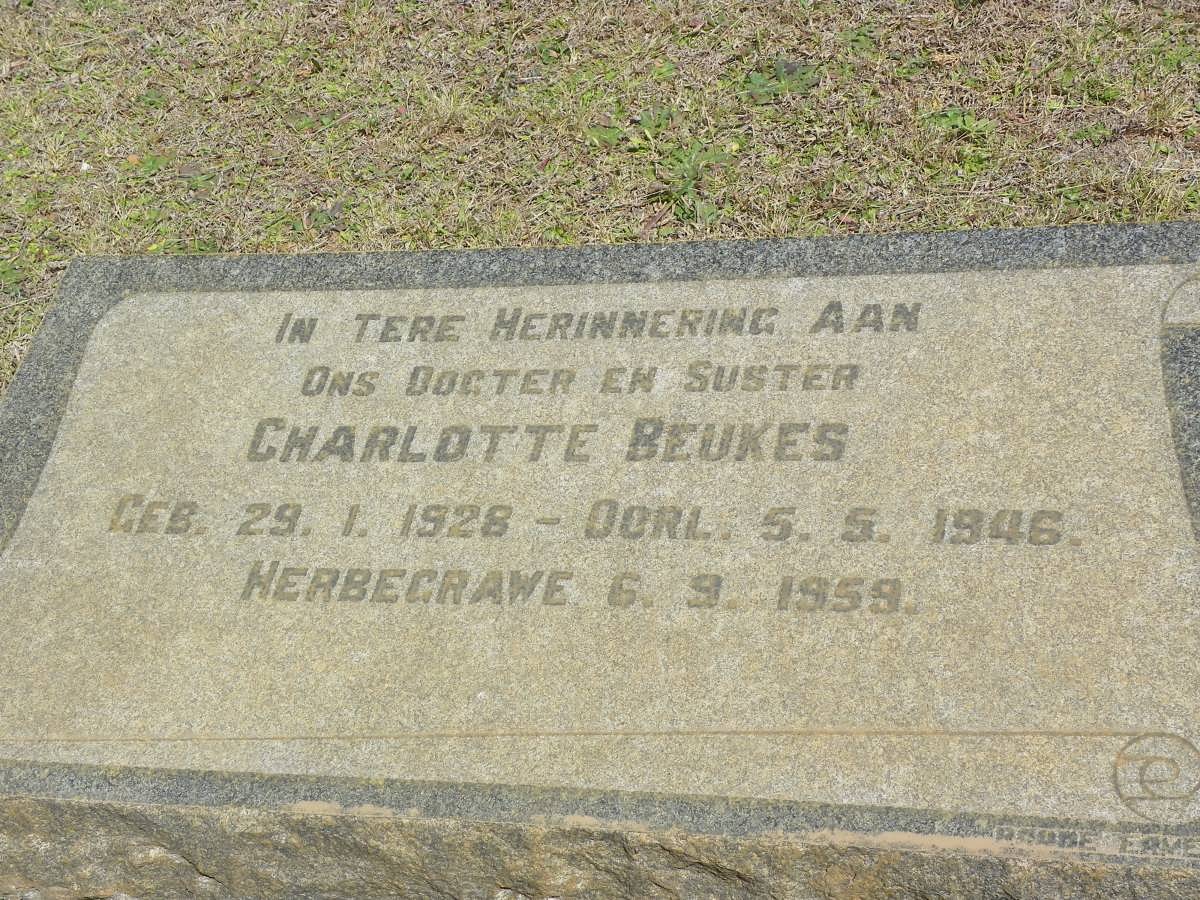 In Tere Herinnering Aan
Ons Dogter en Suster
Charlotte Beukes
Geb. 29. 1. 1928 - Oorl. 5. 5. 1946.
Herbegrawe 6. 9. 1959.
e